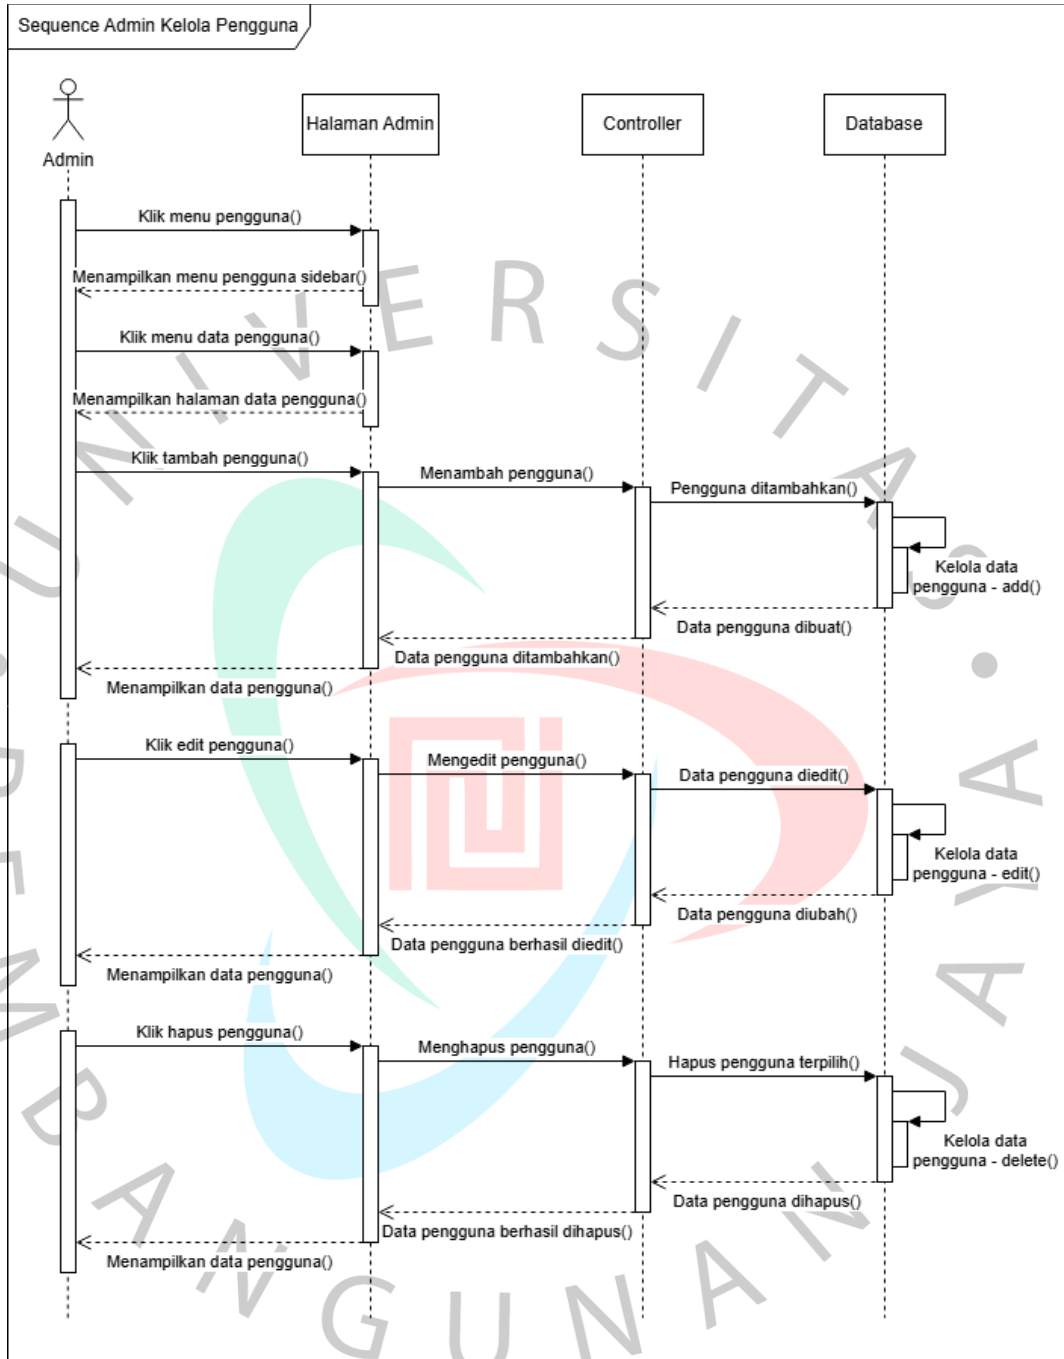 Sequence Admin Kelola Pengguna
Admin
Halaman Admin
Controller
Database
Klik menu pengguna()
Menampilkan menu pengguna sidebar()
Klik menu data pengguna()
Menampilkan halaman data pengguna()
Klik tambah pengguna()
Menambah pengguna()
Pengguna ditambahkan()
Kelola data
pengguna - add()
Data pengguna dibuat()
Data pengguna ditambahkan()
Menampilkan data pengguna()
Klik edit pengguna()
Mengedit pengguna()
Data pengguna diedit()
Kelola data
pengguna - edit()
Data pengguna diubah()
Data pengguna berhasil diedit()
Menampilkan data pengguna()
Klik hapus pengguna()
Menghapus pengguna()
Hapus pengguna terpilih()
Kelola data
pengguna - delete()
Data pengguna dihapus()
Data pengguna berhasil dihapus()
Menampilkan data pengguna()
UNIVERSITAS
BANGUNAN JAYA